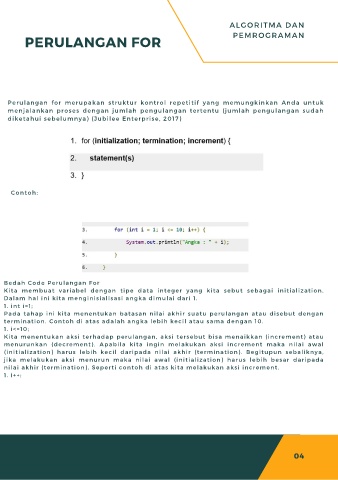 ALGORITMA DAN
PEMROGRAMAN
PERULANGAN FOR
Perulangan for merupakan struktur kontrol repetitif yang memungkinkan Anda untuk
menjalankan proses dengan jumlah pengulangan tertentu (jumlah pengulangan sudah
diketahui sebelumnya) (Jubilee Enterprise, 2017)
1. for (initialization; termination; increment) {
2. statement(s)
3. }
Contoh:
3. for (int i = 1; i <= 10; i++) {
4. System.out.println("Angka : " + i);
5. }
6. }
Bedah Code Perulangan For
Kita membuat variabel dengan tipe data integer yang kita sebut sebagai initialization.
Dalam hal ini kita menginisialisasi angka dimulai dari 1.
1. int i=1;
Pada tahap ini kita menentukan batasan nilai akhir suatu perulangan atau disebut dengan
termination. Contoh di atas adalah angka lebih kecil atau sama dengan 10.
1. i<=10;
Kita menentukan aksi terhadap perulangan, aksi tersebut bisa menaikkan (increment) atau
menurunkan (decrement). Apabila kita ingin melakukan aksi increment maka nilai awal
(initialization) harus lebih kecil daripada nilai akhir (termination). Begitupun sebaliknya,
jika melakukan aksi menurun maka nilai awal (initialization) harus lebih besar daripada
nilai akhir (termination). Seperti contoh di atas kita melakukan aksi increment.
1. i++;
04